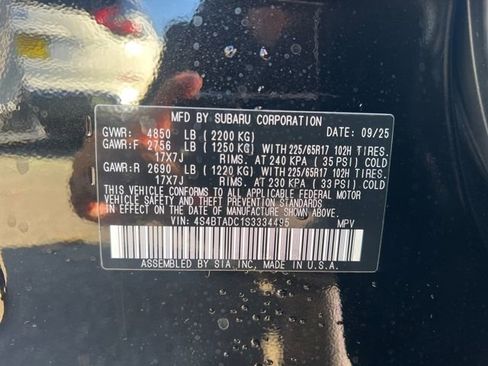 MFD BY SUBARU CORPORATION
GVWR: 4850 LB ( 2200 KG) DATE: 09/25
GAWR:F 2756 LB ( 1250 KG) WITH 225/65R17 102H TIRES.
17X7J RIMS. AT 240 KPA ( 35 PSI) COLD
GAWR:R 2690 LB ( 1220 KG) WITH 225/65R17 102H TIRES.
17X7J RIMS. AT 230 KPA ( 33 PSI) COLD
THIS VEHICLE CONFORMS TO ALL APPLICABLE FEDERAL MOTOR
VEHICLE SAFETY, BUMPER, AND THEFT PREVENTION STANDARDS
IN EFFECT ON THE DATE OF MANUFACTURE SHOWN ABOVE.
VIN: 4S4BTADC1S3334495 MPV
ASSEMBLED BY SIA INC. MADE IN U.S.A.